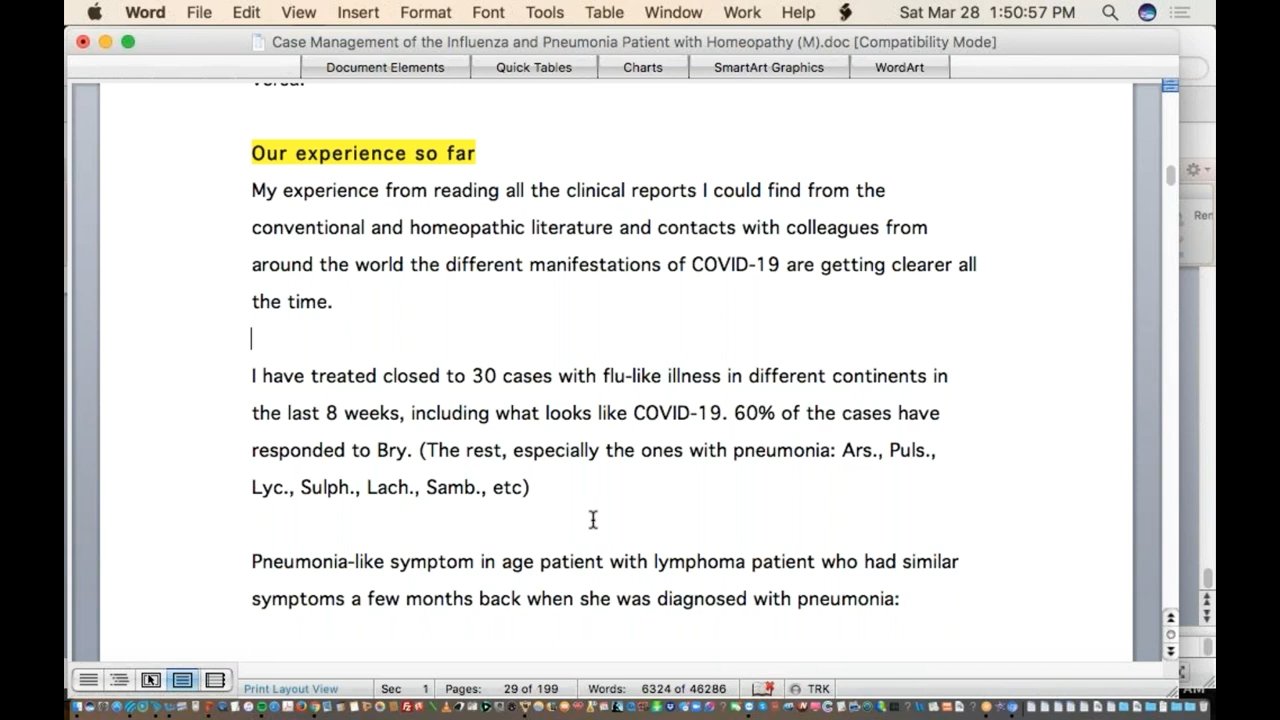 Word File Edit View Insert Format Font Tools Table Window Work Help Sat Mar 28 1:50:57 PM
Case Management of the Influenza and Pneumonia Patient with Homeopathy (M).doc [Compatibility Mode]
Document Elements Quick Tables Charts SmartArt Graphics WordArt
Our experience so far
My experience from reading all the clinical reports I could find from the
conventional and homeopathic literature and contacts with colleagues from
around the world the different manifestations of COVID-19 are getting clearer all
the time.
I have treated closed to 30 cases with flu-like illness in different continents in
the last 8 weeks, including what looks like COVID-19. 60% of the cases have
responded to Bry. (The rest, especially the ones with pneumonia: Ars., Puls.,
Lyc., Sulph., Lach., Samb., etc)
Pneumonia-like symptom in age patient with lymphoma patient who had similar
symptoms a few months back when she was diagnosed with pneumonia:
Print Layout View Sec 1 Pages: 29 of 199 Words: 6324 of 46286 TRK